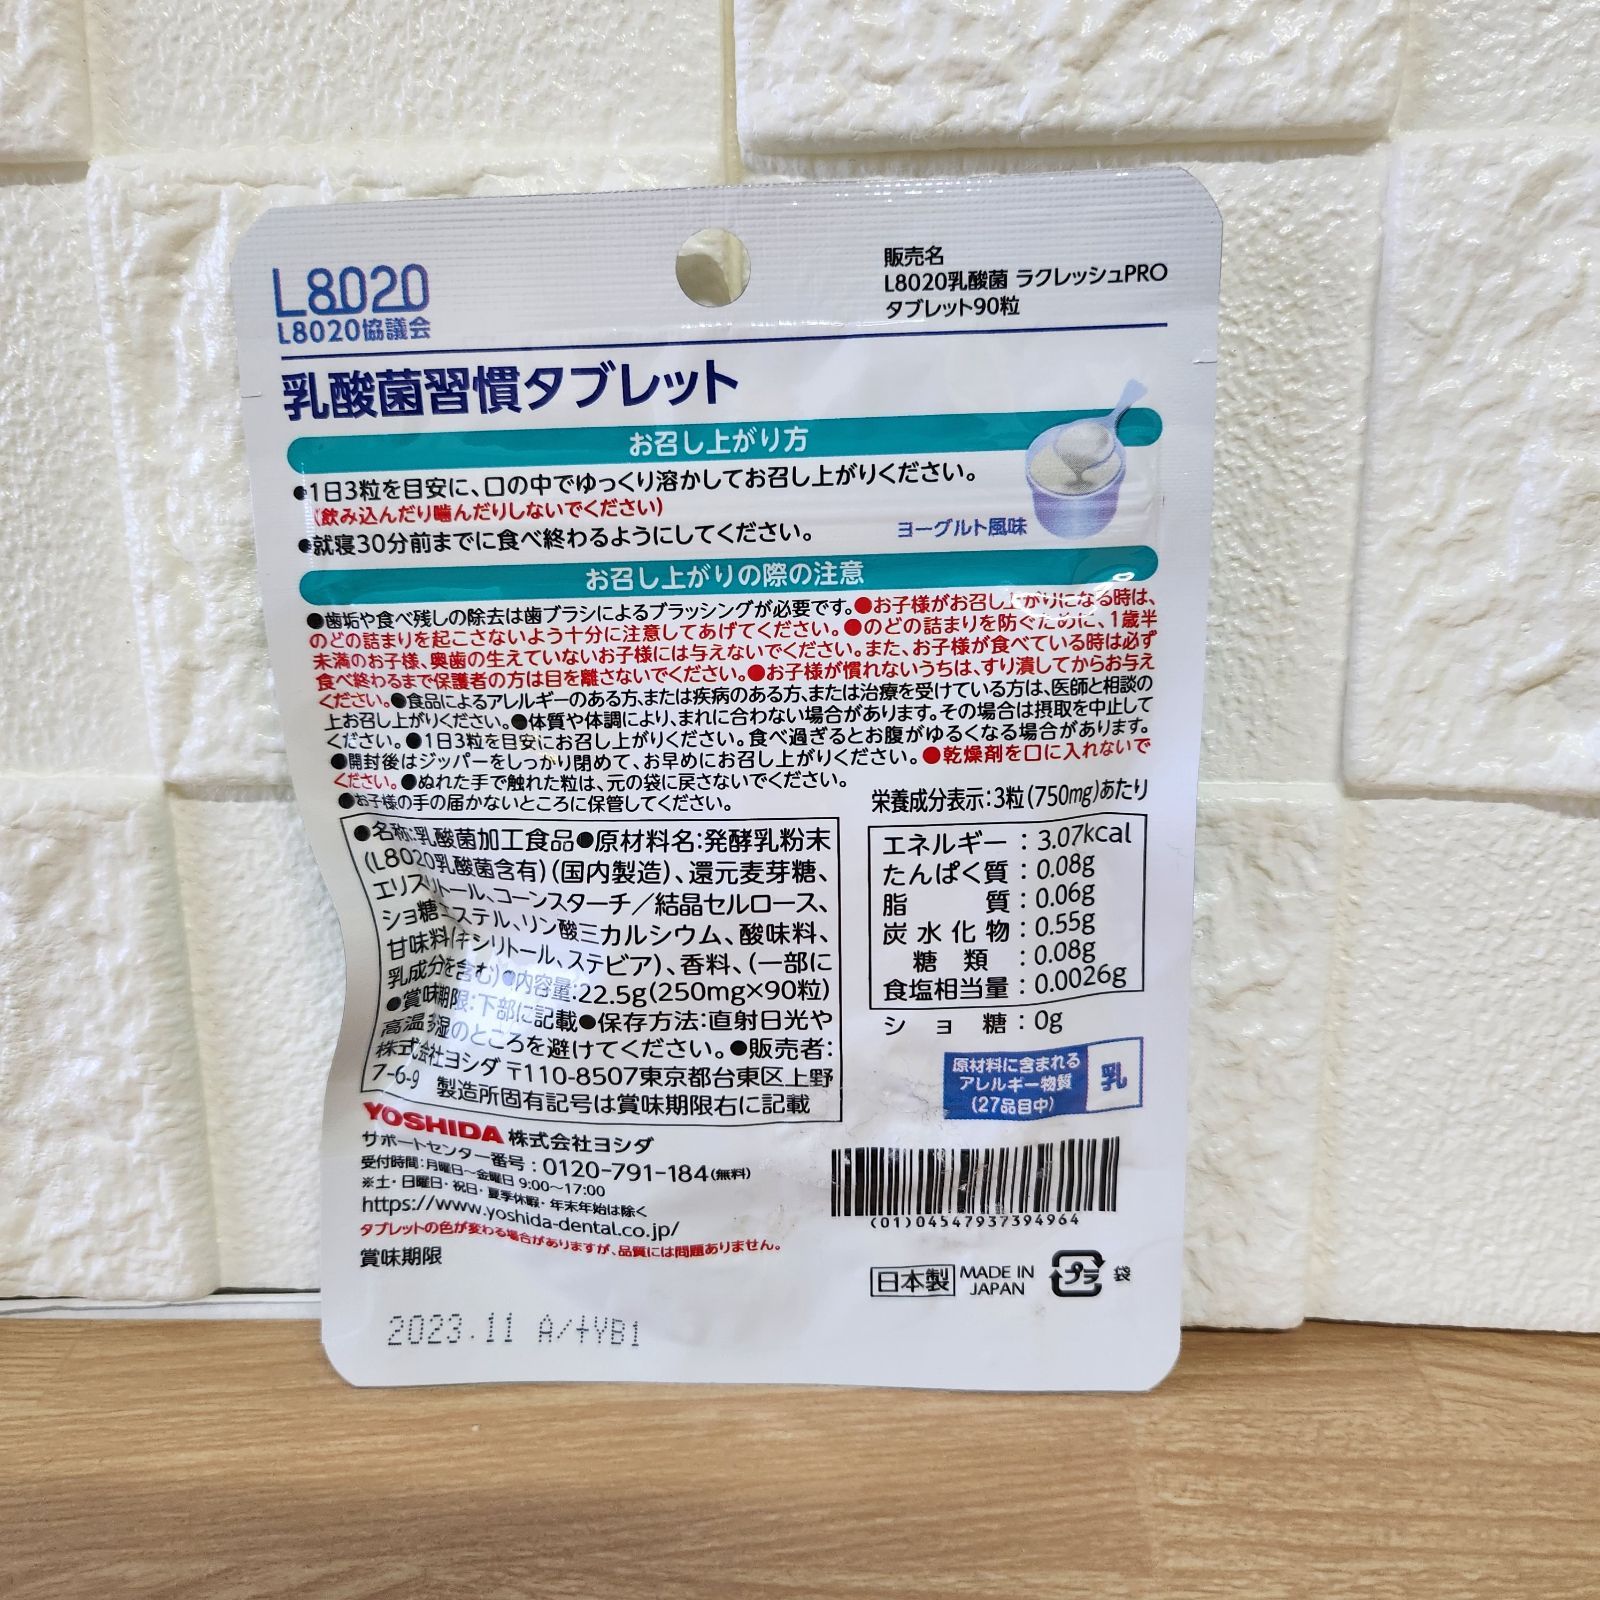 L8020
L8020協議会
販売名
L8020乳酸菌 ラクレッシュPRO
タブレット90粒
乳酸菌習慣タブレット
お召し上がり方
●1日3粒を目安に、口の中でゆっくり溶かしてお召し上がりください。
(飲み込んだり噛んだりしないでください)
●就寝30分前までに食べ終わるようにしてください。
ヨーグルト風味
お召し上がりの際の注意
●歯垢や食べ残しの除去は歯ブラシによるブラッシングが必要です。●お子様がお召し上がりになる時は、
のどの詰まりを起こさないよう十分に注意してあげてください。●のどの詰まりを防ぐために、1歳半
未満のお子様、奥歯の生えていないお子様には与えないでください。また、お子様が食べている時は必ず
食べ終わるまで保護者の方は目を離さないでください。●お子様が慣れないうちは、すり潰してからお与え
ください。●食品によるアレルギーのある方、または疾病のある方、または治療を受けている方は、医師と相談の
上お召し上がりください。●体質や体調により、まれに合わない場合があります。その場合は摂取を中止して
ください。●1日3粒を目安にお召し上がりください。食べ過ぎるとお腹がゆるくなる場合があります。
●開封後はジッパーをしっかり閉めて、お早めにお召し上がりください。●乾燥剤を口に入れないで
ください。●ぬれた手で触れた粒は、元の袋に戻さないでください。
●お子様の手の届かないところに保管してください。
●名称:乳酸菌加工食品●原材料名:発酵乳粉末
(L8020乳酸菌含有)(国内製造)、還元麦芽糖、
エリスリトール、コーンスターチ/結晶セルロース、
ショ糖エステル、リン酸三カルシウム、酸味料、
甘味料(キシリトール、ステビア)、香料、(一部に
乳成分を含む)●内容量:22.5g(250mg×90粒)
●賞味期限:下部に記載●保存方法:直射日光や
高温多湿のところを避けてください。●販売者:
株式会社ヨシダ 〒110-8507東京都台東区上野
7-6-9 製造所固有記号は賞味期限右に記載
栄養成分表示:3粒(750mg)あたり
エネルギー:3.07kcal
たんぱく質:0.08g
脂質:0.06g
炭水化物:0.55g
糖類:0.08g
食塩相当量:0.0026g
ショ糖:0g
原材料に含まれる
アレルギー物質
(27品目中)
乳
YOSHIDA 株式会社ヨシダ
サポートセンター番号:0120-791-184(無料)
受付時間:月曜日～金曜日 9:00～17:00
※土・日曜日・祝日・夏季休暇・年末年始は除く
https://www.yoshida-dental.co.jp/
タブレットの色が変わる場合がありますが、品質には問題ありません。
賞味期限
2023.11 A/+YB1
(01)04547937394964
日本製 MADE IN
JAPAN
プラ 袋